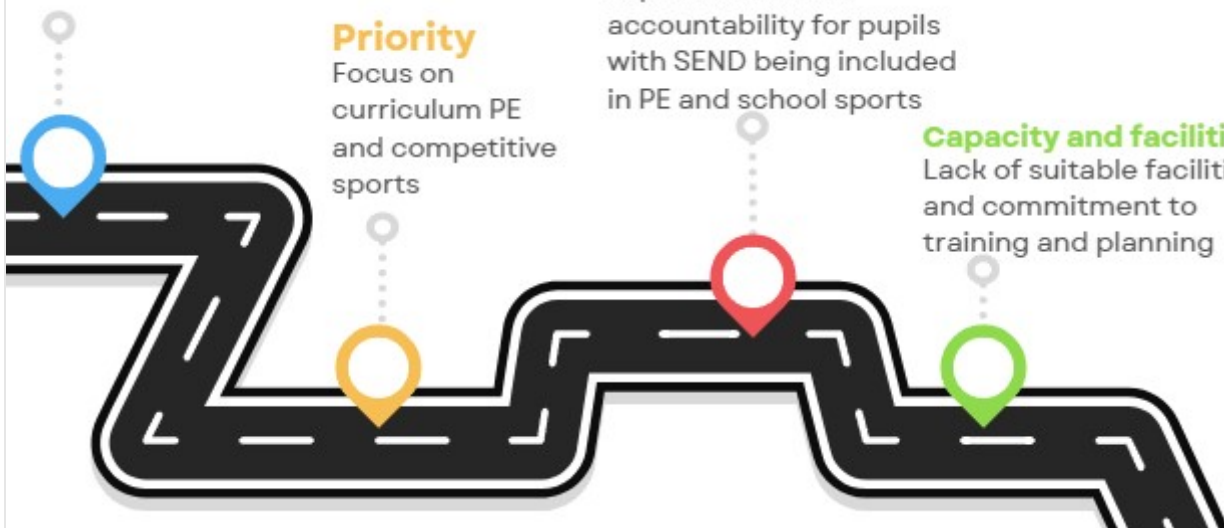 Priority
Focus on
curriculum PE
and competitive
sports
accountability for pupils
with SEND being included
in PE and school sports
Capacity and faciliti
Lack of suitable faciliti
and commitment to
training and planning